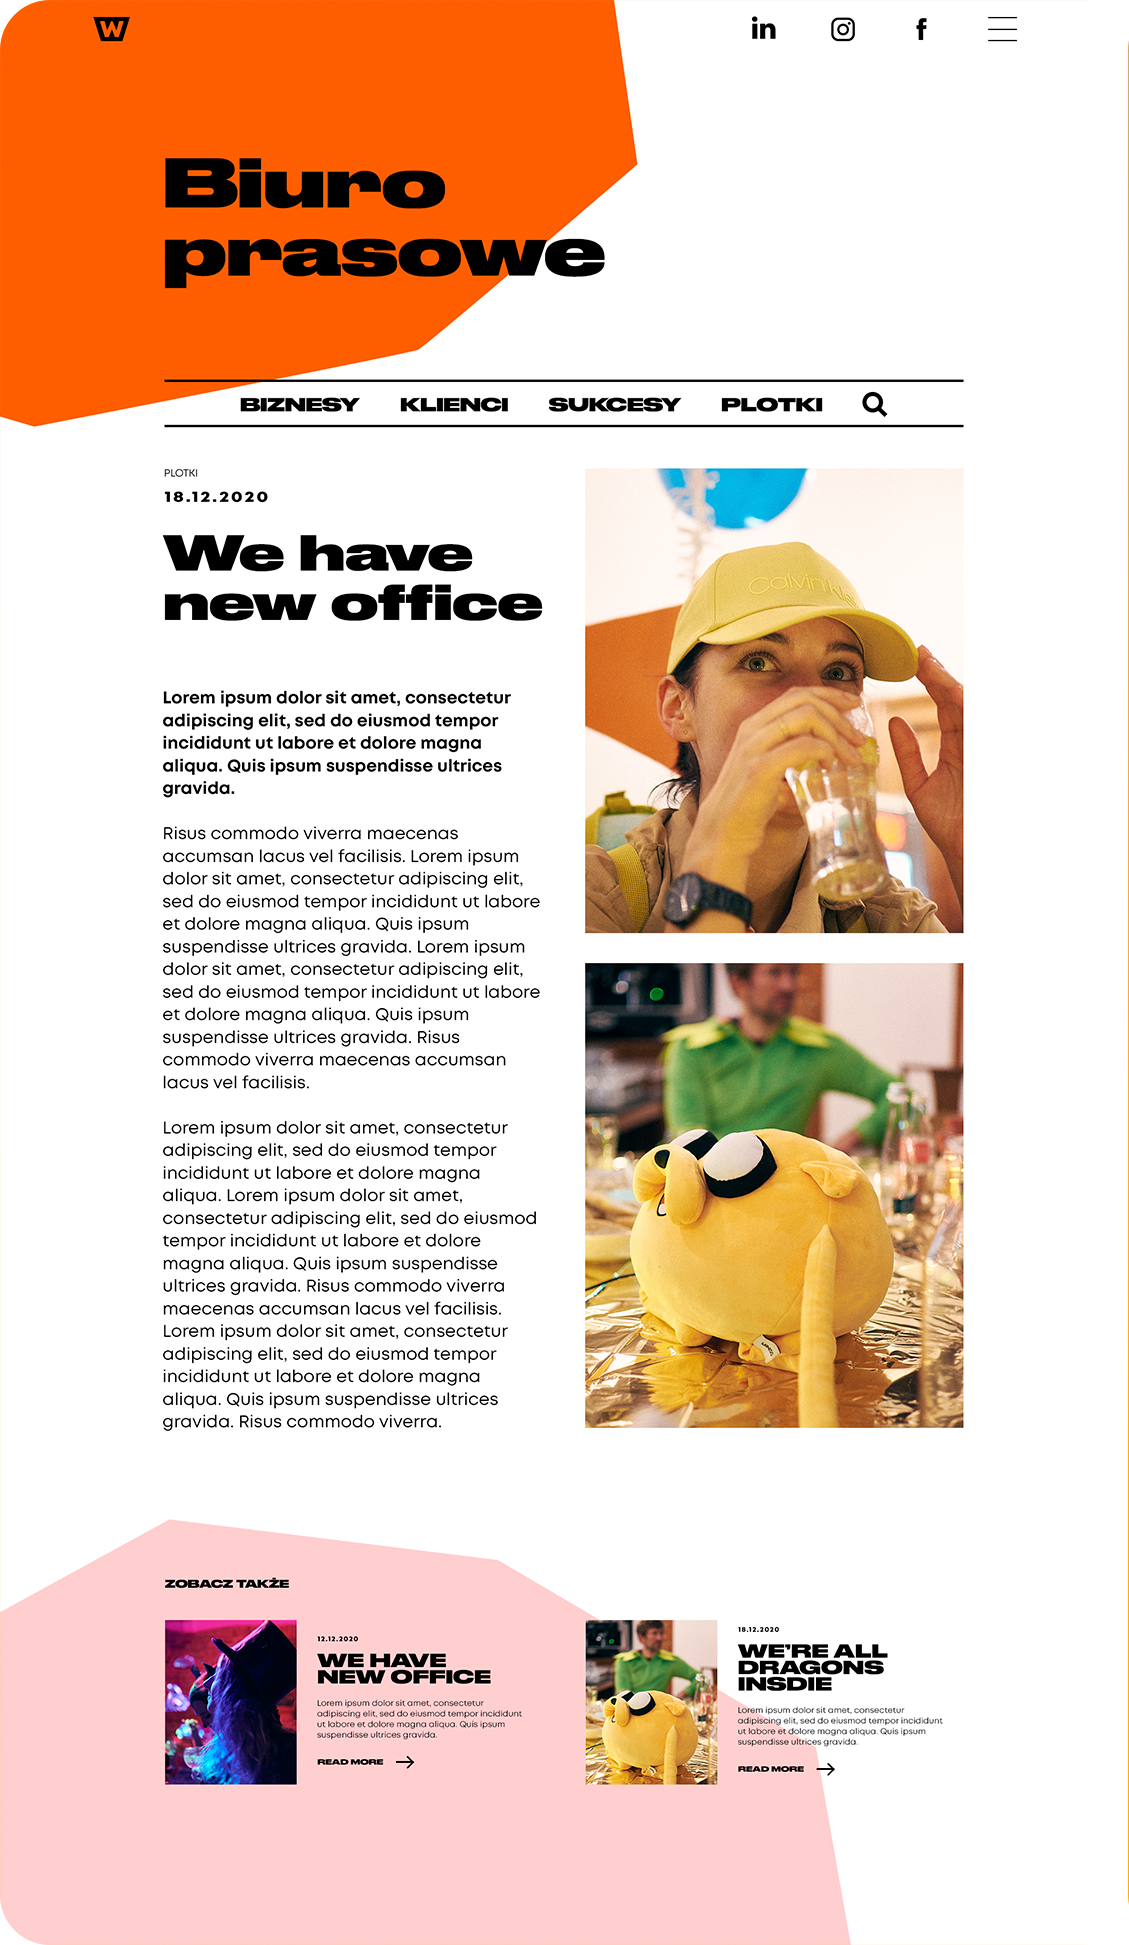 W
in
f
Biuro
prasowe
BIZNESY KLIENCI SUKCESY PLOTKI
PLOTKI
18.12.2020
We have
new office
Lorem ipsum dolor sit amet, consectetur
adipiscing elit, sed do eiusmod tempor
incididunt ut labore et dolore magna
aliqua. Quis ipsum suspendisse ultrices
gravida.
Risus commodo viverra maecenas
accumsan lacus vel facilisis. Lorem ipsum
dolor sit amet, consectetur adipiscing elit,
sed do eiusmod tempor incididunt ut labore
et dolore magna aliqua. Quis ipsum
suspendisse ultrices gravida. Lorem ipsum
dolor sit amet, consectetur adipiscing elit,
sed do eiusmod tempor incididunt ut labore
et dolore magna aliqua. Quis ipsum
suspendisse ultrices gravida. Risus
commodo viverra maecenas accumsan
lacus vel facilisis.
Lorem ipsum dolor sit amet, consectetur
adipiscing elit, sed do eiusmod tempor
incididunt ut labore et dolore magna
aliqua. Lorem ipsum dolor sit amet,
consectetur adipiscing elit, sed do eiusmod
tempor incididunt ut labore et dolore
magna aliqua. Quis ipsum suspendisse
ultrices gravida. Risus commodo viverra
maecenas accumsan lacus vel facilisis.
Lorem ipsum dolor sit amet, consectetur
adipiscing elit, sed do eiusmod tempor
incididunt ut labore et dolore magna
aliqua. Quis ipsum suspendisse ultrices
gravida. Risus commodo viverra.
Calvin
ZOBACZ TAKŻE
12.12.2020
WE HAVE
NEW OFFICE
Lorem ipsum dolor sit amet, consectetur
adipiscing elit, sed do eiusmod tempor incididunt
ut labore et dolore magna aliqua. Quis ipsum
suspendisse ultrices gravida.
READ MORE
18.12.2020
WE'RE ALL
DRAGONS
INSDIE
Lorem ipsum dolor sit amet, consectetur
adipiscing elit, sed do eiusmod tempor incididunt
ut labore et dolore magna aliqua. Quis ipsum
suspendisse ultrices gravida.
READ MORE